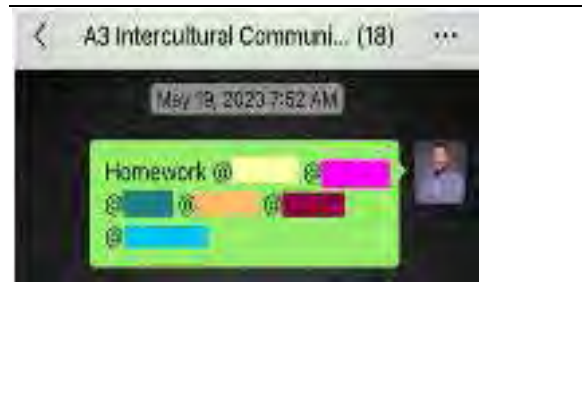 A3 Intercultural Communi... (18) ...
May 19, 2023 7:52 AM
Homework @ @
@ @ @
@